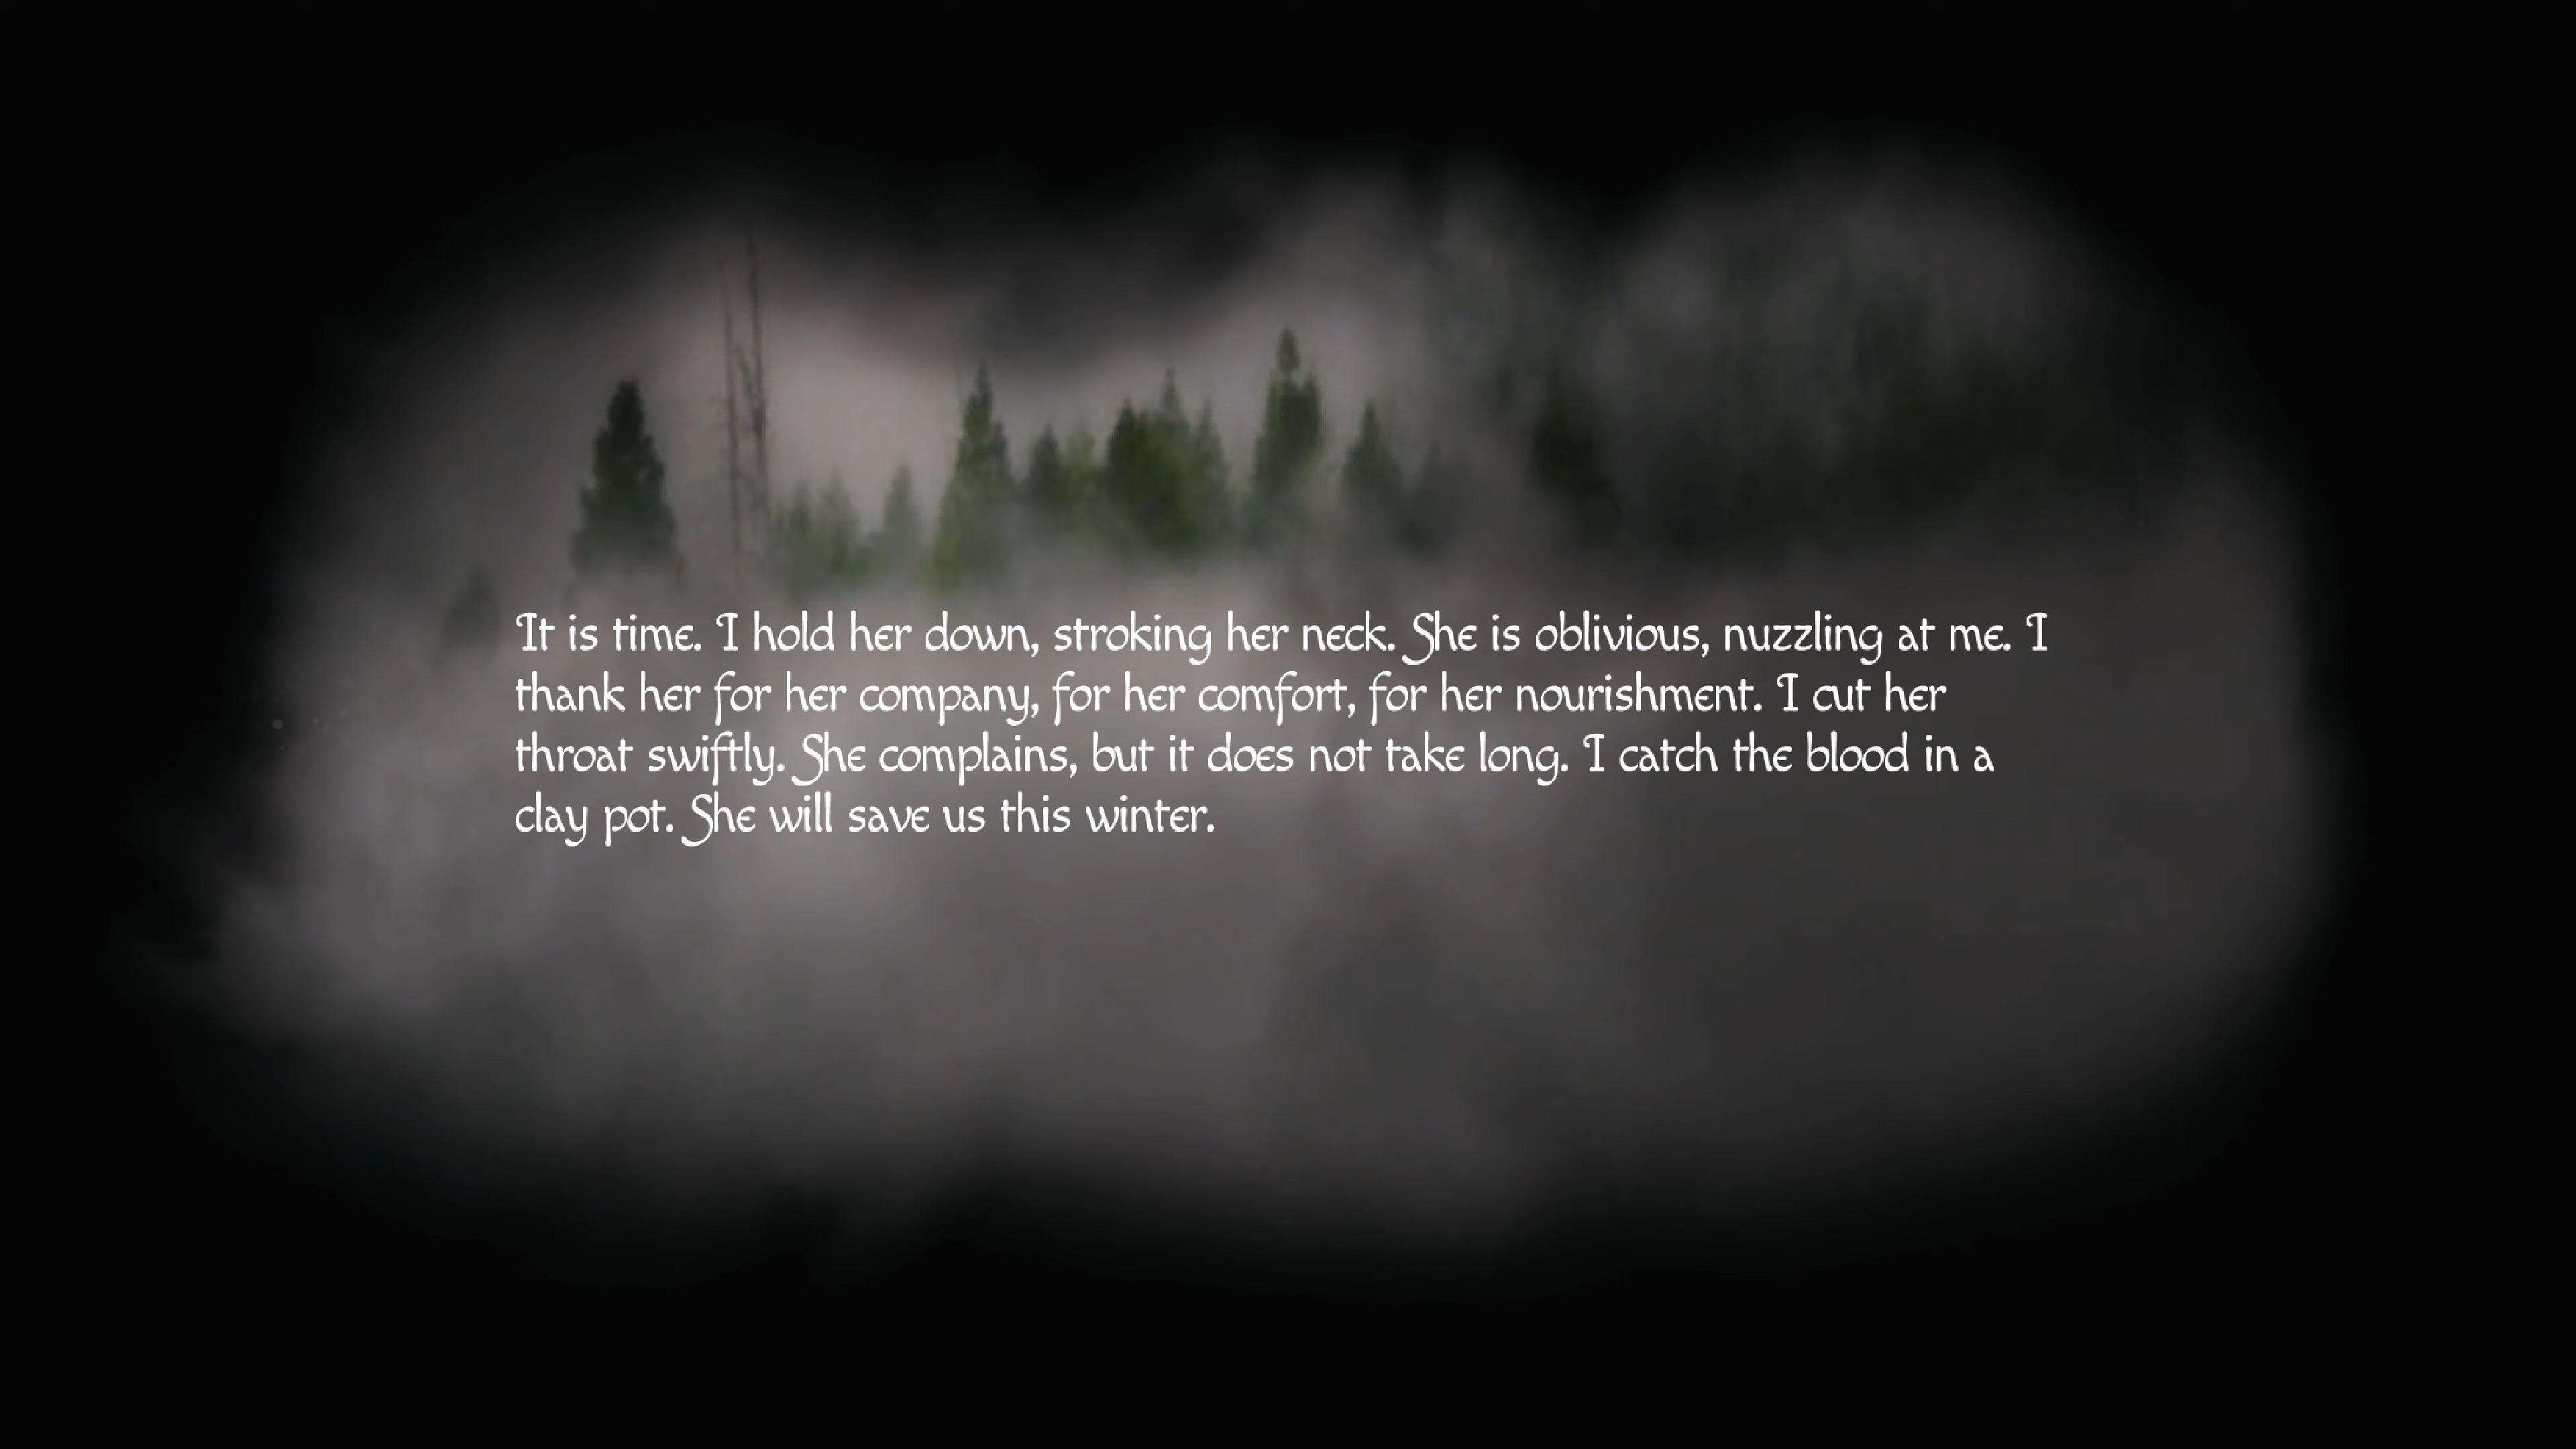 It is time. I hold her down, stroking her neck. She is oblivious, nuzzling at me. I
thank her for her company, for her comfort, for her nourishment. I cut her
throat swiftly. She complains, but it does not take long. I catch the blood in a
clay pot. She will save us this winter.